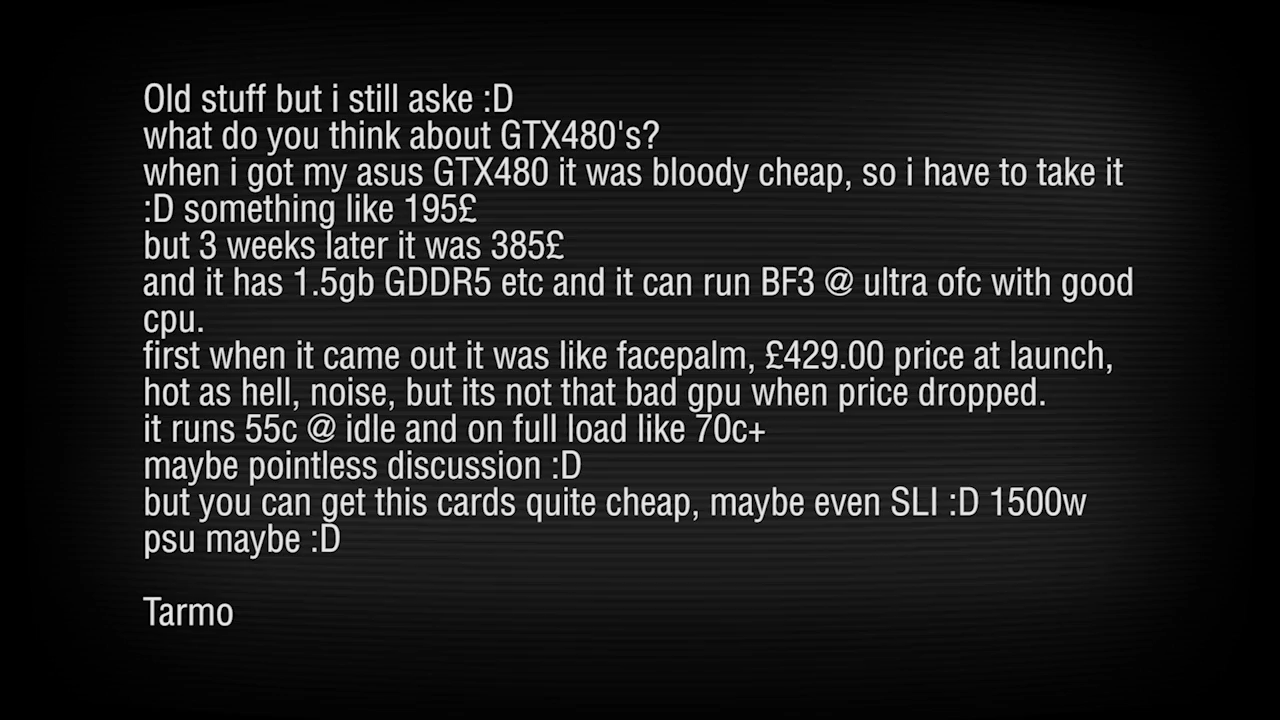 Old stuff but i still aske :D
what do you think about GTX480's?
when i got my asus GTX480 it was bloody cheap, so i have to take it
:D something like 195£
but 3 weeks later it was 385£
and it has 1.5gb GDDR5 etc and it can run BF3 @ ultra ofc with good
cpu.
first when it came out it was like facepalm, £429.00 price at launch,
hot as hell, noise, but its not that bad gpu when price dropped.
it runs 55c @ idle and on full load like 70c+
maybe pointless discussion :D
but you can get this cards quite cheap, maybe even SLI :D 1500w
psu maybe :D
Tarmo